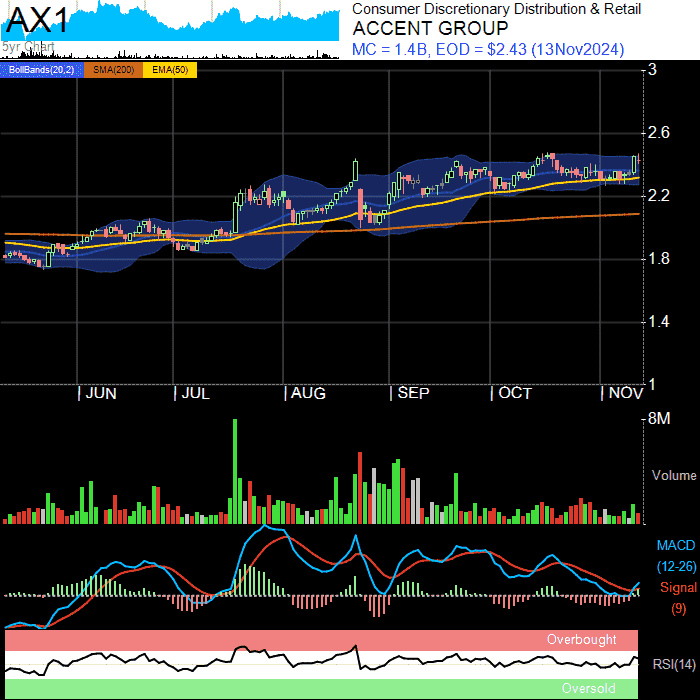 AX1
5yr Chart
Consumer Discretionary Distribution & Retail
ACCENT GROUP
MC = 1.4B, EOD = $2.43 (13Nov2024)
BollBands(20,2) SMA(200) EMA(50)
3
2.6
2.2
1.8
1.4
1
| JUN | JUL | AUG | SEP | OCT | NOV
8M
Volume
MACD
(12-26)
Signal
(9)
Overbought
RSI(14)
Oversold